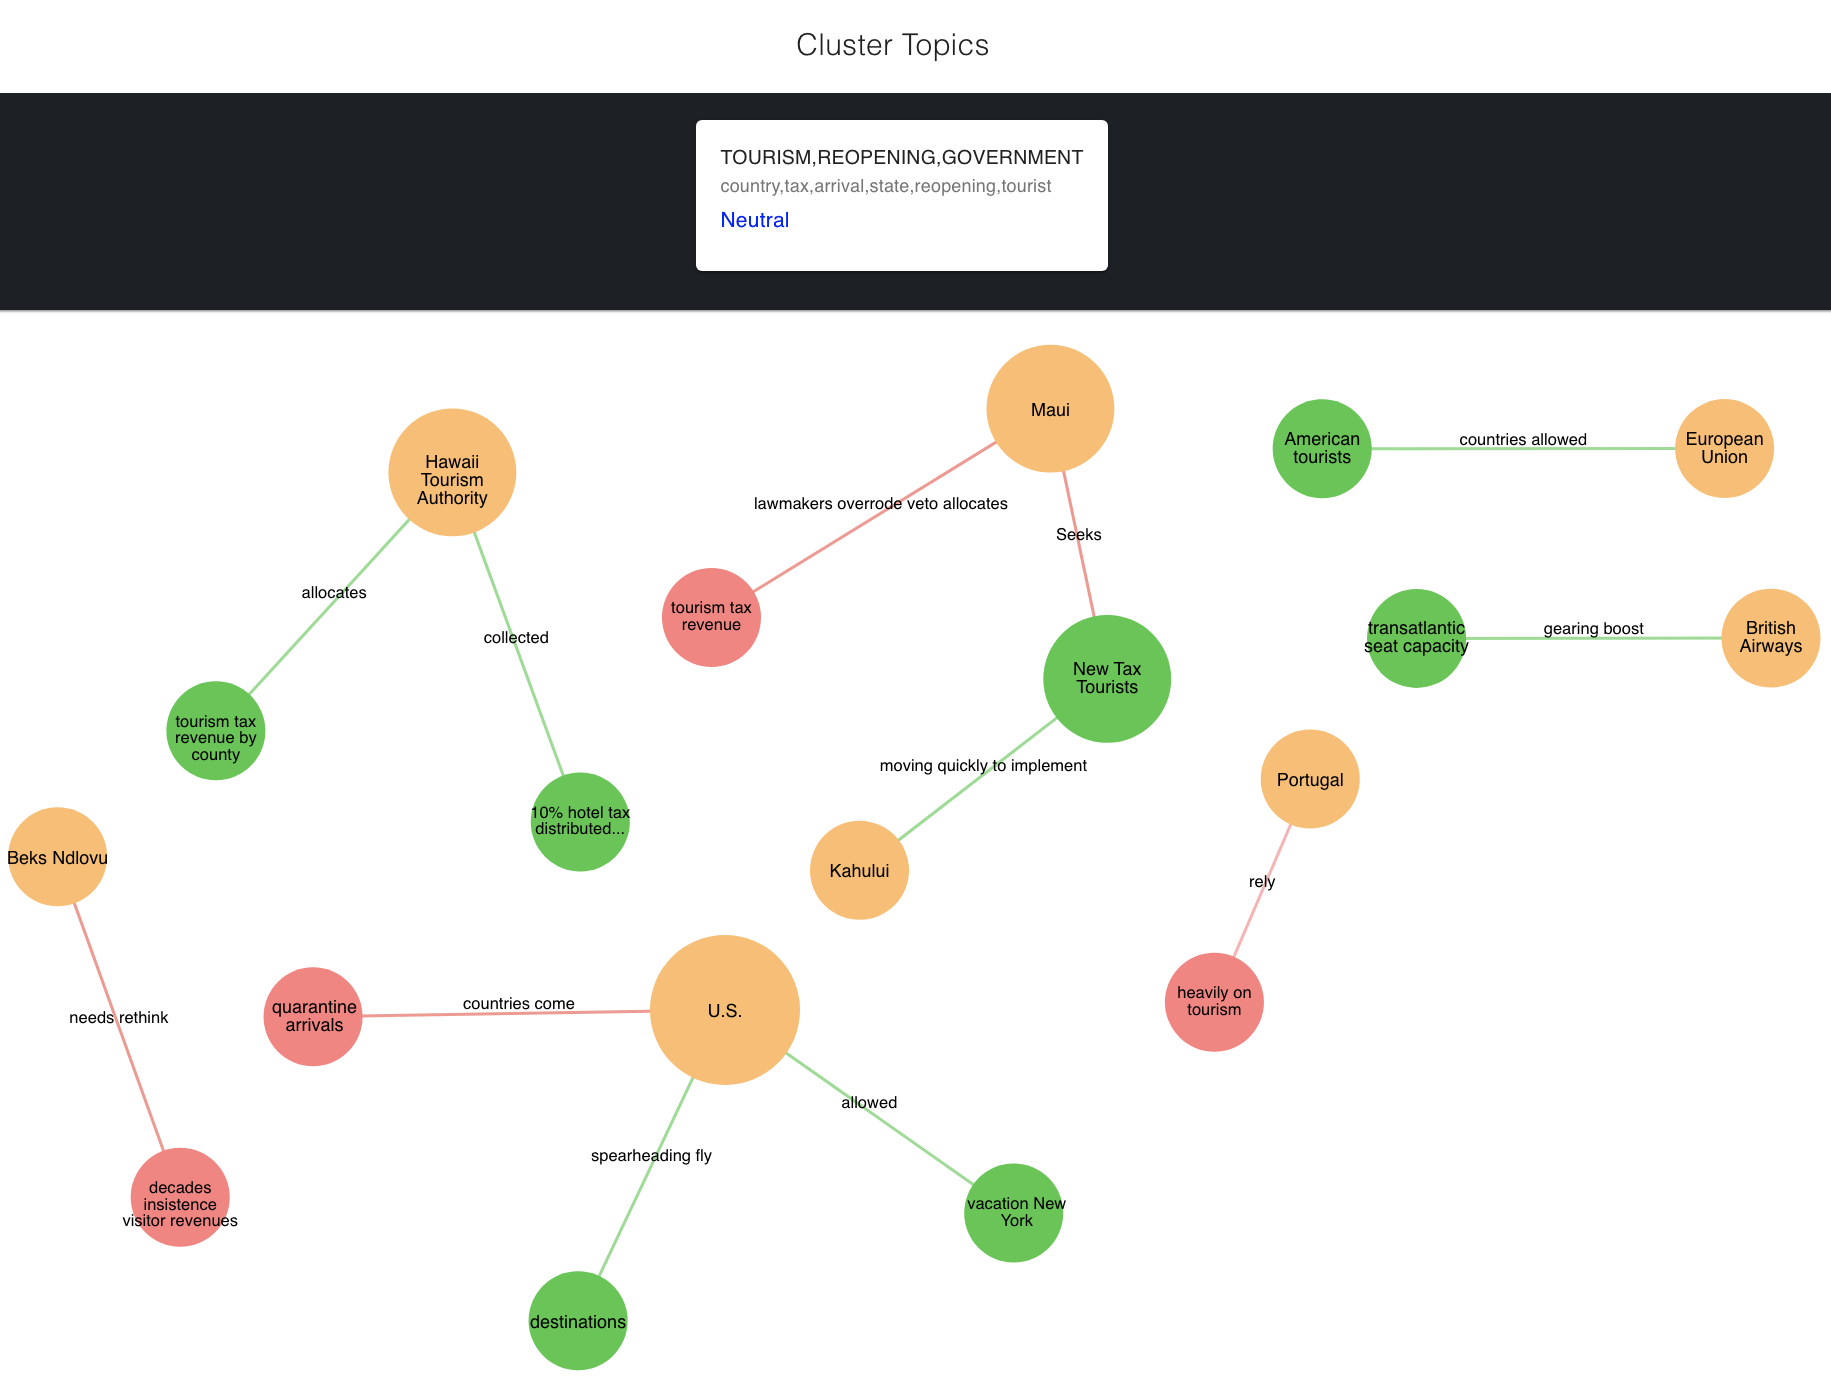 Cluster Topics
TOURISM,REOPENING,GOVERNMENT
country,tax,arrival,state,reopening,tourist
Neutral
Maui
American
tourists
countries allowed
European
Union
Hawaii
Tourism
Authority
lawmakers overrode veto allocates
Seeks
allocates
collected
tourism tax
revenue
transatlantic
seat capacity
gearing boost
British
Airways
New Tax
Tourists
tourism tax
revenue by
county
moving quickly to implement
Portugal
10% hotel tax
distributed...
Beks Ndlovu
Kahului
rely
needs rethink
quarantine
arrivals
countries come
U.S.
heavily on
tourism
allowed
spearheading fly
decades
insistence
visitor revenues
vacation New
York
destinations